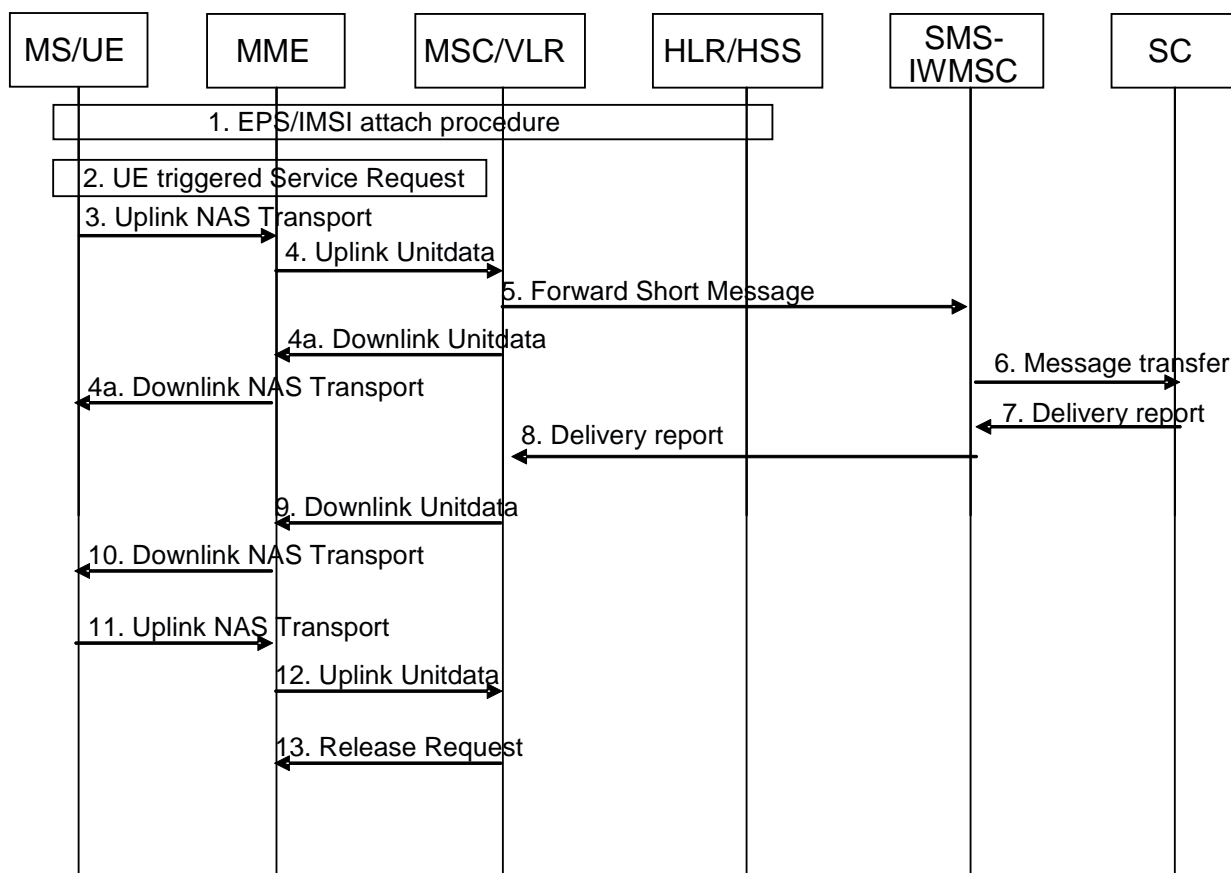 MS/UE
MME
MSC/VLR
HLR/HSS
SMS-
IWMSC
SC
1. EPS/IMSI attach procedure
2. UE triggered Service Request
3. Uplink NAS Transport
4. Uplink Unitdata
5. Forward Short Message
4a. Downlink Unitdata
6. Message transfer
4a. Downlink NAS Transport
7. Delivery report
8. Delivery report
9. Downlink Unitdata
10. Downlink NAS Transport
11. Uplink NAS Transport
12. Uplink Unitdata
13. Release Request